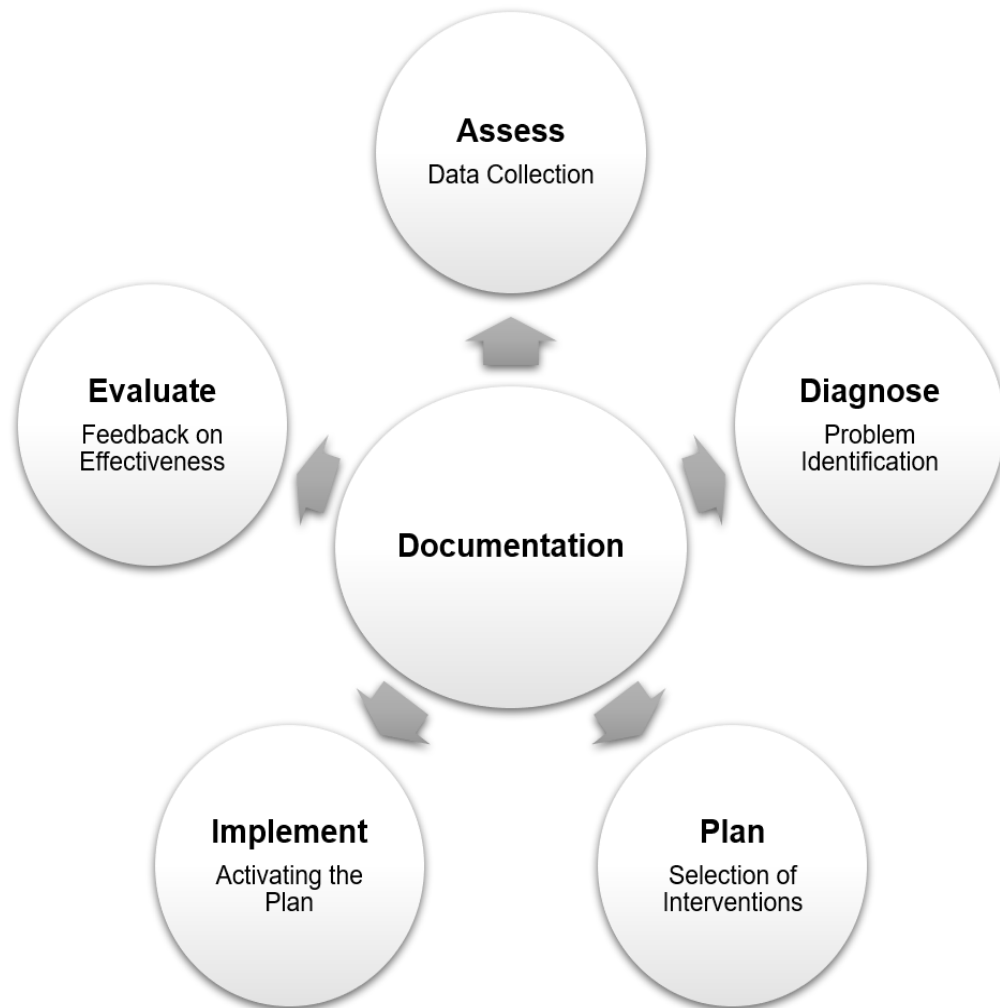 Assess
Data Collection
Diagnose
Problem
Identification
Plan
Selection of
Interventions
Implement
Activating the
Plan
Evaluate
Feedback on
Effectiveness
Documentation